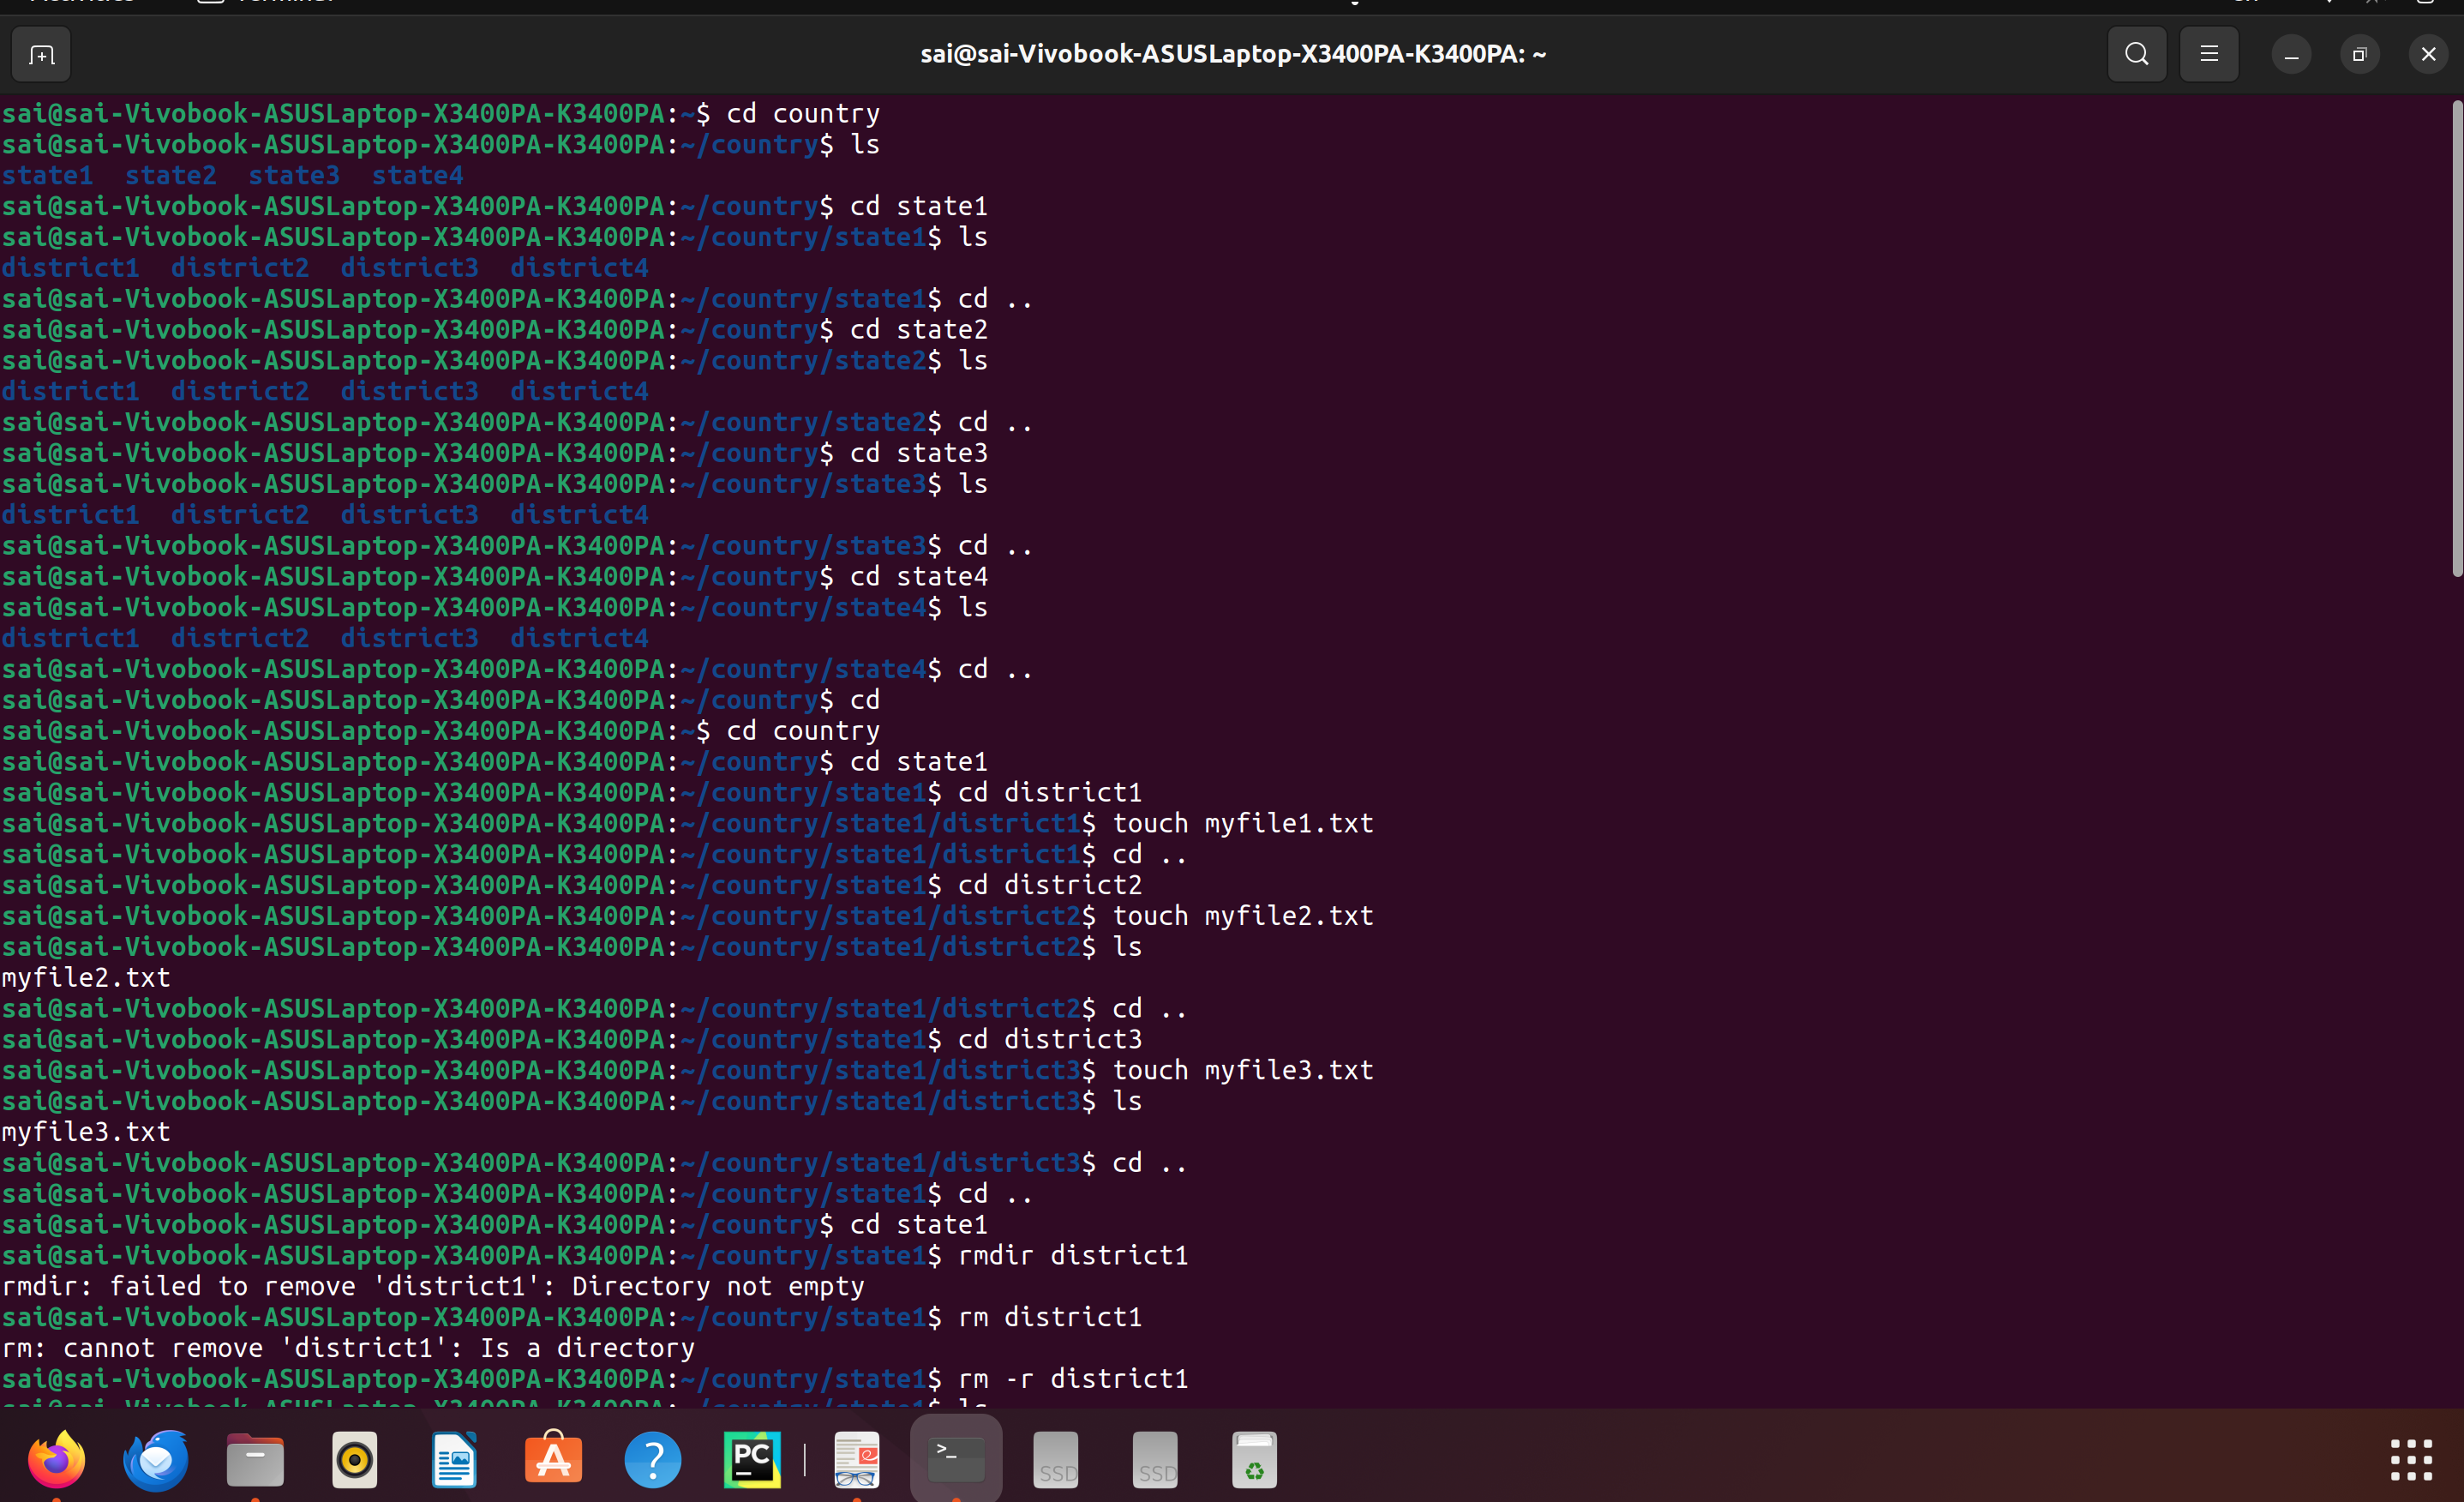 sai@sai-Vivobook-ASUSLaptop-X3400PA-K3400PA: ~
sai@sai-Vivobook-ASUSLaptop-X3400PA-K3400PA:~$ cd country
sai@sai-Vivobook-ASUSLaptop-X3400PA-K3400PA:~/country$ ls
state1  state2  state3  state4
sai@sai-Vivobook-ASUSLaptop-X3400PA-K3400PA:~/country$ cd state1
sai@sai-Vivobook-ASUSLaptop-X3400PA-K3400PA:~/country/state1$ ls
district1  district2  district3  district4
sai@sai-Vivobook-ASUSLaptop-X3400PA-K3400PA:~/country/state1$ cd ..
sai@sai-Vivobook-ASUSLaptop-X3400PA-K3400PA:~/country$ cd state2
sai@sai-Vivobook-ASUSLaptop-X3400PA-K3400PA:~/country/state2$ ls
district1  district2  district3  district4
sai@sai-Vivobook-ASUSLaptop-X3400PA-K3400PA:~/country/state2$ cd ..
sai@sai-Vivobook-ASUSLaptop-X3400PA-K3400PA:~/country$ cd state3
sai@sai-Vivobook-ASUSLaptop-X3400PA-K3400PA:~/country/state3$ ls
district1  district2  district3  district4
sai@sai-Vivobook-ASUSLaptop-X3400PA-K3400PA:~/country/state3$ cd ..
sai@sai-Vivobook-ASUSLaptop-X3400PA-K3400PA:~/country$ cd state4
sai@sai-Vivobook-ASUSLaptop-X3400PA-K3400PA:~/country/state4$ ls
district1  district2  district3  district4
sai@sai-Vivobook-ASUSLaptop-X3400PA-K3400PA:~/country/state4$ cd ..
sai@sai-Vivobook-ASUSLaptop-X3400PA-K3400PA:~/country$ cd
sai@sai-Vivobook-ASUSLaptop-X3400PA-K3400PA:~$ cd country
sai@sai-Vivobook-ASUSLaptop-X3400PA-K3400PA:~/country$ cd state1
sai@sai-Vivobook-ASUSLaptop-X3400PA-K3400PA:~/country/state1$ cd district1
sai@sai-Vivobook-ASUSLaptop-X3400PA-K3400PA:~/country/state1/district1$ touch myfile1.txt
sai@sai-Vivobook-ASUSLaptop-X3400PA-K3400PA:~/country/state1/district1$ cd ..
sai@sai-Vivobook-ASUSLaptop-X3400PA-K3400PA:~/country/state1$ cd district2
sai@sai-Vivobook-ASUSLaptop-X3400PA-K3400PA:~/country/state1/district2$ touch myfile2.txt
sai@sai-Vivobook-ASUSLaptop-X3400PA-K3400PA:~/country/state1/district2$ ls
myfile2.txt
sai@sai-Vivobook-ASUSLaptop-X3400PA-K3400PA:~/country/state1/district2$ cd ..
sai@sai-Vivobook-ASUSLaptop-X3400PA-K3400PA:~/country/state1$ cd district3
sai@sai-Vivobook-ASUSLaptop-X3400PA-K3400PA:~/country/state1/district3$ touch myfile3.txt
sai@sai-Vivobook-ASUSLaptop-X3400PA-K3400PA:~/country/state1/district3$ ls
myfile3.txt
sai@sai-Vivobook-ASUSLaptop-X3400PA-K3400PA:~/country/state1/district3$ cd ..
sai@sai-Vivobook-ASUSLaptop-X3400PA-K3400PA:~/country/state1$ cd ..
sai@sai-Vivobook-ASUSLaptop-X3400PA-K3400PA:~/country$ cd state1
sai@sai-Vivobook-ASUSLaptop-X3400PA-K3400PA:~/country/state1$ rmdir district1
rmdir: failed to remove 'district1': Directory not empty
sai@sai-Vivobook-ASUSLaptop-X3400PA-K3400PA:~/country/state1$ rm district1
rm: cannot remove 'district1': Is a directory
sai@sai-Vivobook-ASUSLaptop-X3400PA-K3400PA:~/country/state1$ rm -r district1
PC SSD SSD